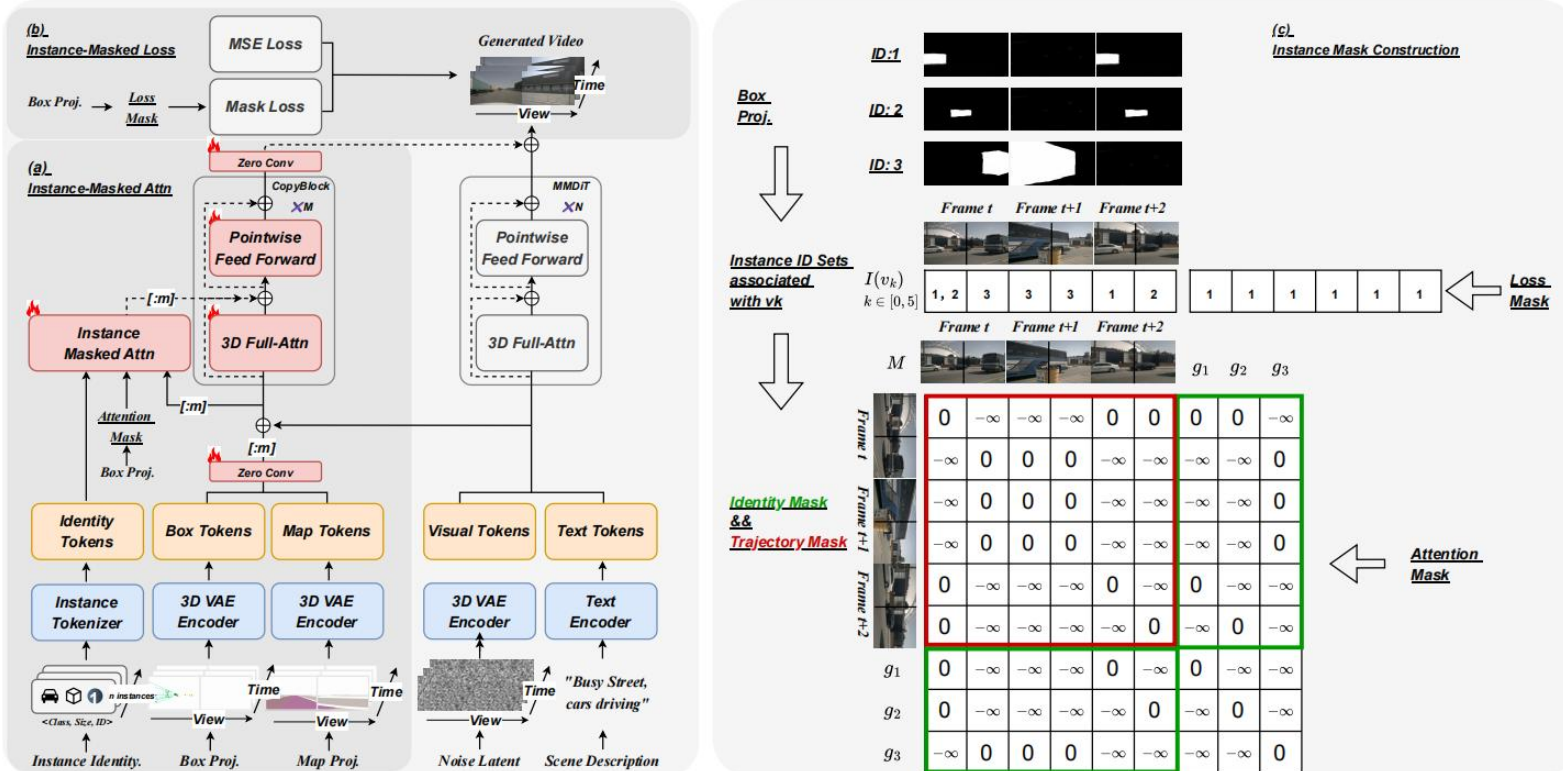 (b)
Instance-Masked Loss
MSE Loss
Generated Video
Box Proj.
Loss
Mask
Mask Loss
Time
View
(a)
Instance-Masked Attn
Zero Conv
CopyBlock
×M
MMDiT
×N
Pointwise
Feed Forward
Pointwise
Feed Forward
[:m]
Instance
Masked Attn
3D Full-Attn
3D Full-Attn
[:m]
Attention
Mask
Box Proj.
[:m]
Zero Conv
Identity
Tokens
Box Tokens
Map Tokens
Visual Tokens
Text Tokens
Instance
Tokenizer
3D VAE
Encoder
3D VAE
Encoder
3D VAE
Encoder
Text
Encoder
n instances
<Class, Size, ID>
Time
View
Time
View
Time
View
"Busy Street,
cars driving"
Instance Identity.
Box Proj.
Map Proj.
Noise Latent
Scene Description
(c)
Instance Mask Construction
Box
Proj.
ID:1
ID: 2
ID: 3
Frame t Frame t+1 Frame t+2
Instance ID Sets
associated
with vk
I(v_k)
k ∈ [0, 5]
1, 2 3 3 3 1 2
1 1 1 1 1 1
Loss
Mask
Frame t Frame t+1 Frame t+2
M g₁ g₂ g₃
Identity Mask
&&
Trajectory Mask
Frame t
Frame t+1
Frame t+2
0 −∞ −∞ −∞ 0 0 0 0 −∞
−∞ 0 0 0 −∞ −∞ −∞ −∞ 0
−∞ 0 0 0 −∞ −∞ −∞ −∞ 0
−∞ 0 0 0 −∞ −∞ −∞ −∞ 0
0 −∞ −∞ −∞ 0 −∞ 0 −∞ −∞
0 −∞ −∞ −∞ −∞ 0 −∞ 0 −∞
g₁ 0 −∞ −∞ −∞ 0 −∞ 0 −∞ −∞
g₂ 0 −∞ −∞ −∞ −∞ 0 −∞ 0 −∞
g₃ −∞ 0 0 0 −∞ −∞ −∞ −∞ 0
Attention
Mask